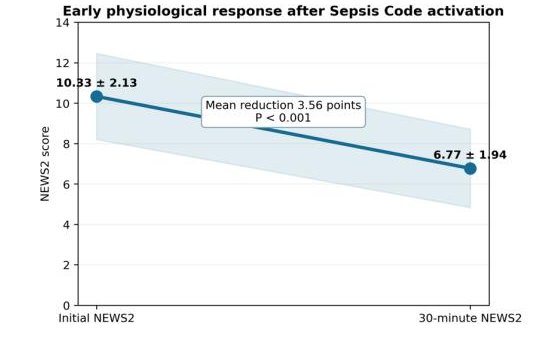 Early physiological response after Sepsis Code activation
14
12
10.33 ± 2.13
10
Mean reduction 3.56 points
P < 0.001
8
6.77 ± 1.94
6
4
2
0
NEWS2 score
Initial NEWS2
30-minute NEWS2